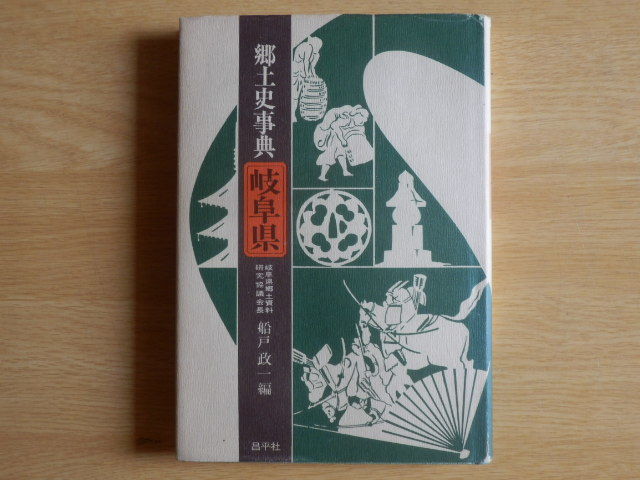 郷土史事典
岐阜県
岐阜県郷土資料
研究協議会長
船戸政一編
昌平社